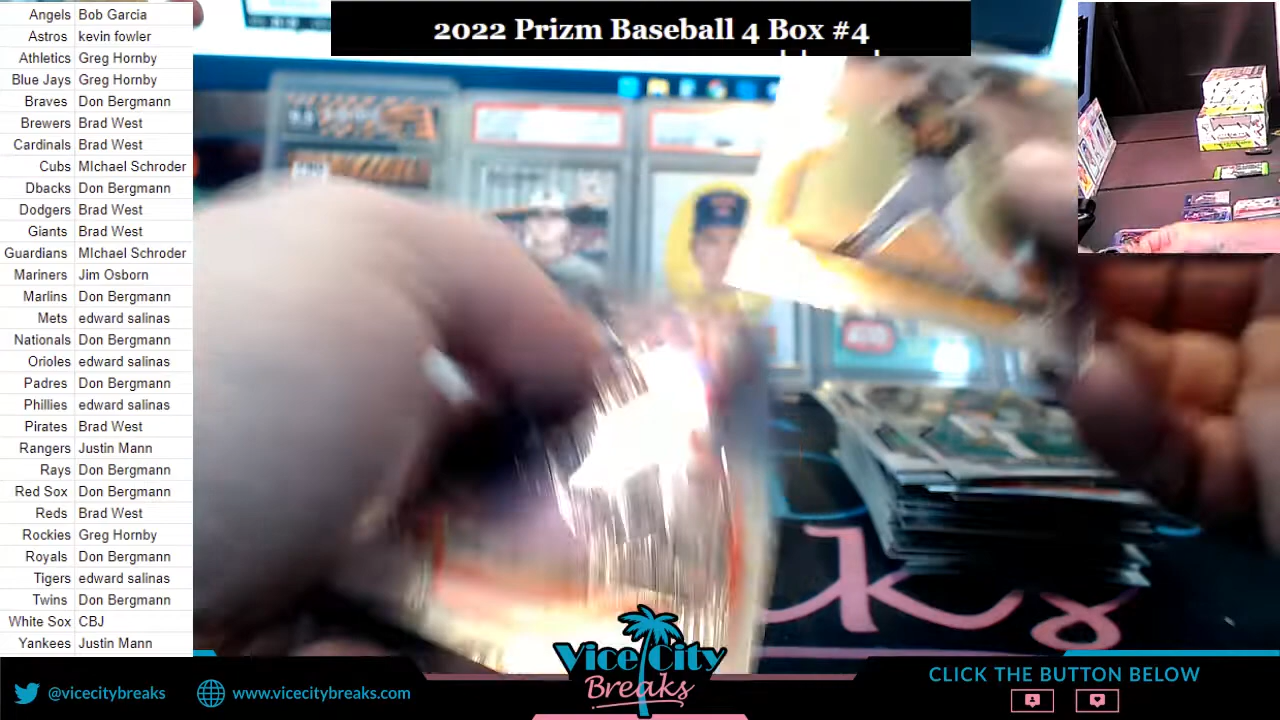 2022 Prizm Baseball 4 Box #4
Angels Bob Garcia
Astros kevin fowler
Athletics Greg Hornby
Blue Jays Greg Hornby
Braves Don Bergmann
Brewers Brad West
Cardinals Brad West
Cubs MIchael Schroder
Dbacks Don Bergmann
Dodgers Brad West
Giants Brad West
Guardians MIchael Schroder
Mariners Jim Osborn
Marlins Don Bergmann
Mets edward salinas
Nationals Don Bergmann
Orioles edward salinas
Padres Don Bergmann
Phillies edward salinas
Pirates Brad West
Rangers Justin Mann
Rays Don Bergmann
Red Sox Don Bergmann
Reds Brad West
Rockies Greg Hornby
Royals Don Bergmann
Tigers edward salinas
Twins Don Bergmann
White Sox CBJ
Yankees Justin Mann
@vicecitybreaks
www.vicecitybreaks.com
Vice City
Breaks
CLICK THE BUTTON BELOW